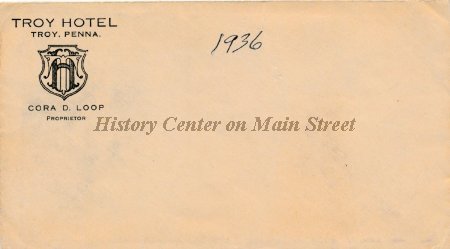 TROY HOTEL
TROY, PENNA.
1936
H
CORA D. LOOP
PROPRIETOR
History Center on Main Street